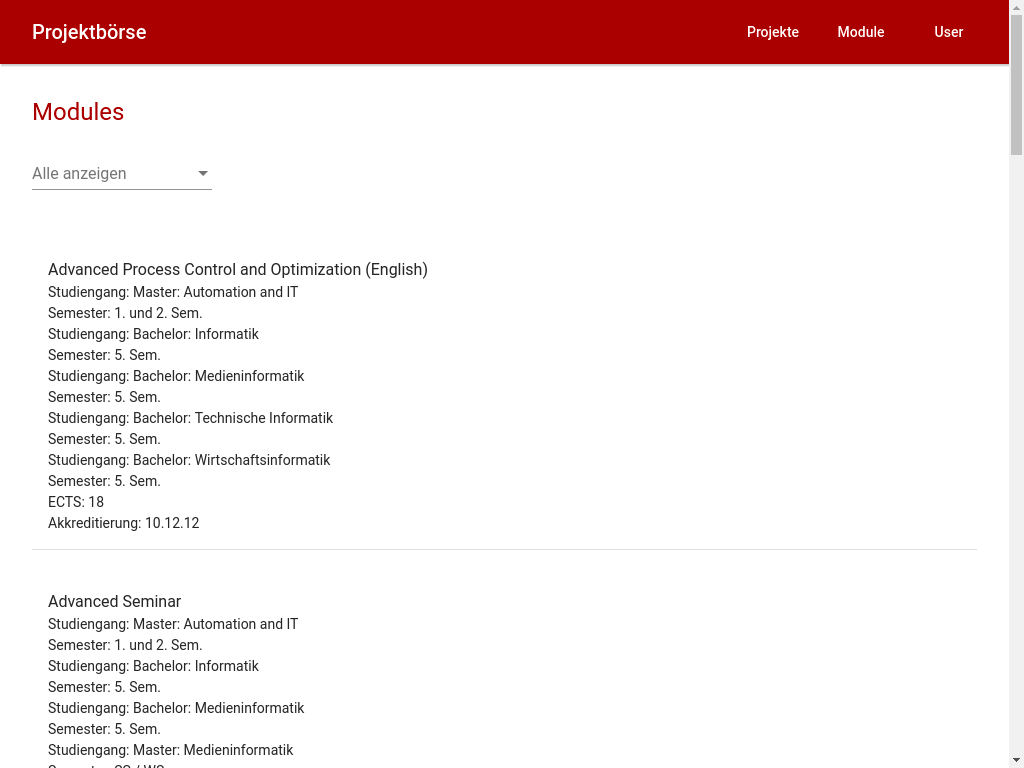 Projektbörse
Projekte
Module
User
Modules
Alle anzeigen
Advanced Process Control and Optimization (English)
Studiengang: Master: Automation and IT
Semester: 1. und 2. Sem.
Studiengang: Bachelor: Informatik
Semester: 5. Sem.
Studiengang: Bachelor: Medieninformatik
Semester: 5. Sem.
Studiengang: Bachelor: Technische Informatik
Semester: 5. Sem.
Studiengang: Bachelor: Wirtschaftsinformatik
Semester: 5. Sem.
ECTS: 18
Akkreditierung: 10.12.12
Advanced Seminar
Studiengang: Master: Automation and IT
Semester: 1. und 2. Sem.
Studiengang: Bachelor: Informatik
Semester: 5. Sem.
Studiengang: Bachelor: Medieninformatik
Semester: 5. Sem.
Studiengang: Master: Medieninformatik